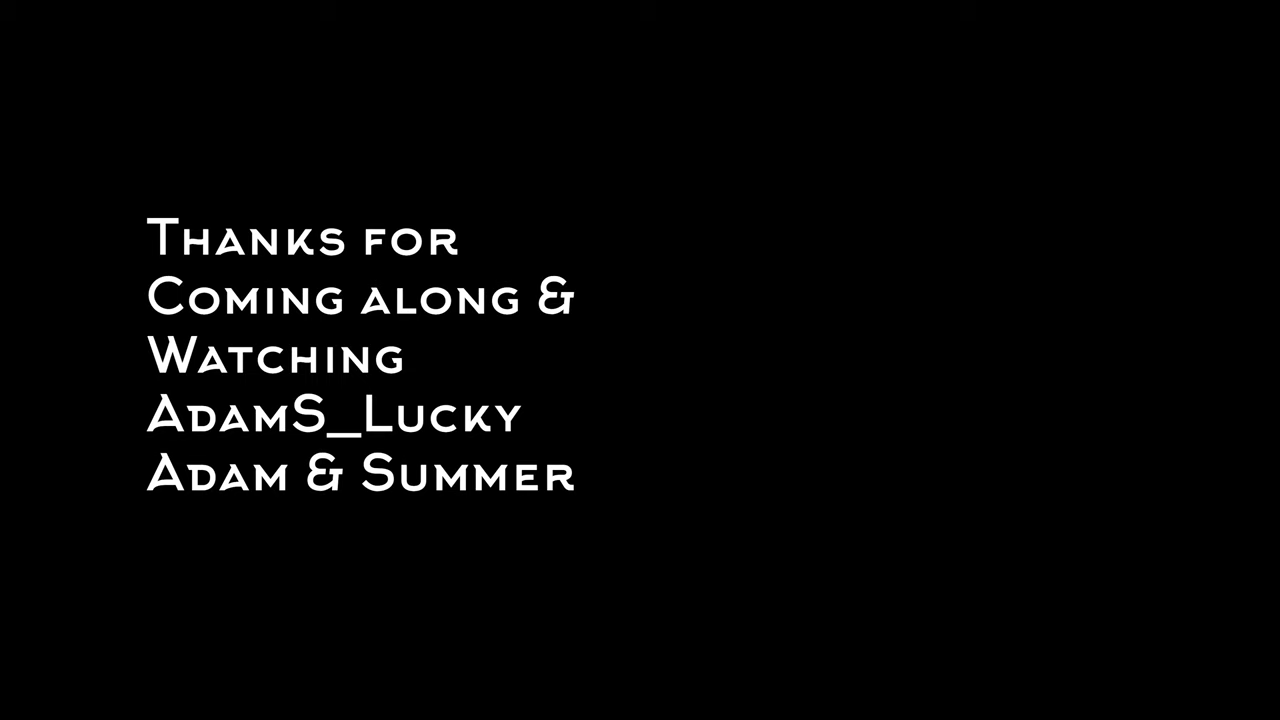 Thanks for
Coming along &
Watching
AdamS_Lucky
Adam & Summer